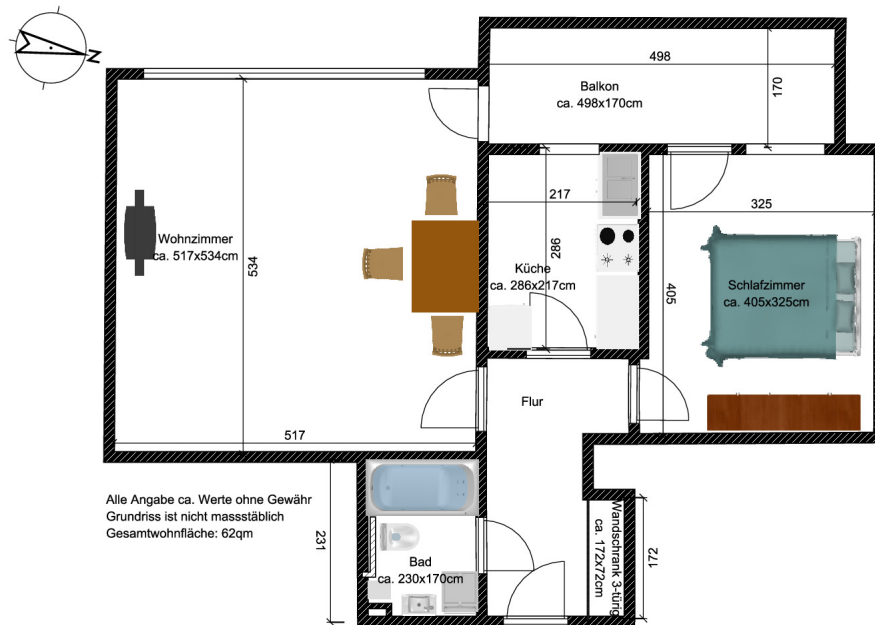 N
498
170
Balkon
ca. 498x170cm
217
325
534
Wohnzimmer
ca. 517x534cm
286
Küche
ca. 286x217cm
405
Schlafzimmer
ca. 405x325cm
Flur
517
Alle Angabe ca. Werte ohne Gewähr
Grundriss ist nicht massstäblich
Gesamtwohnfläche: 62qm
231
Bad
ca. 230x170cm
Wandschrank 3-türig
ca. 172x72cm
172